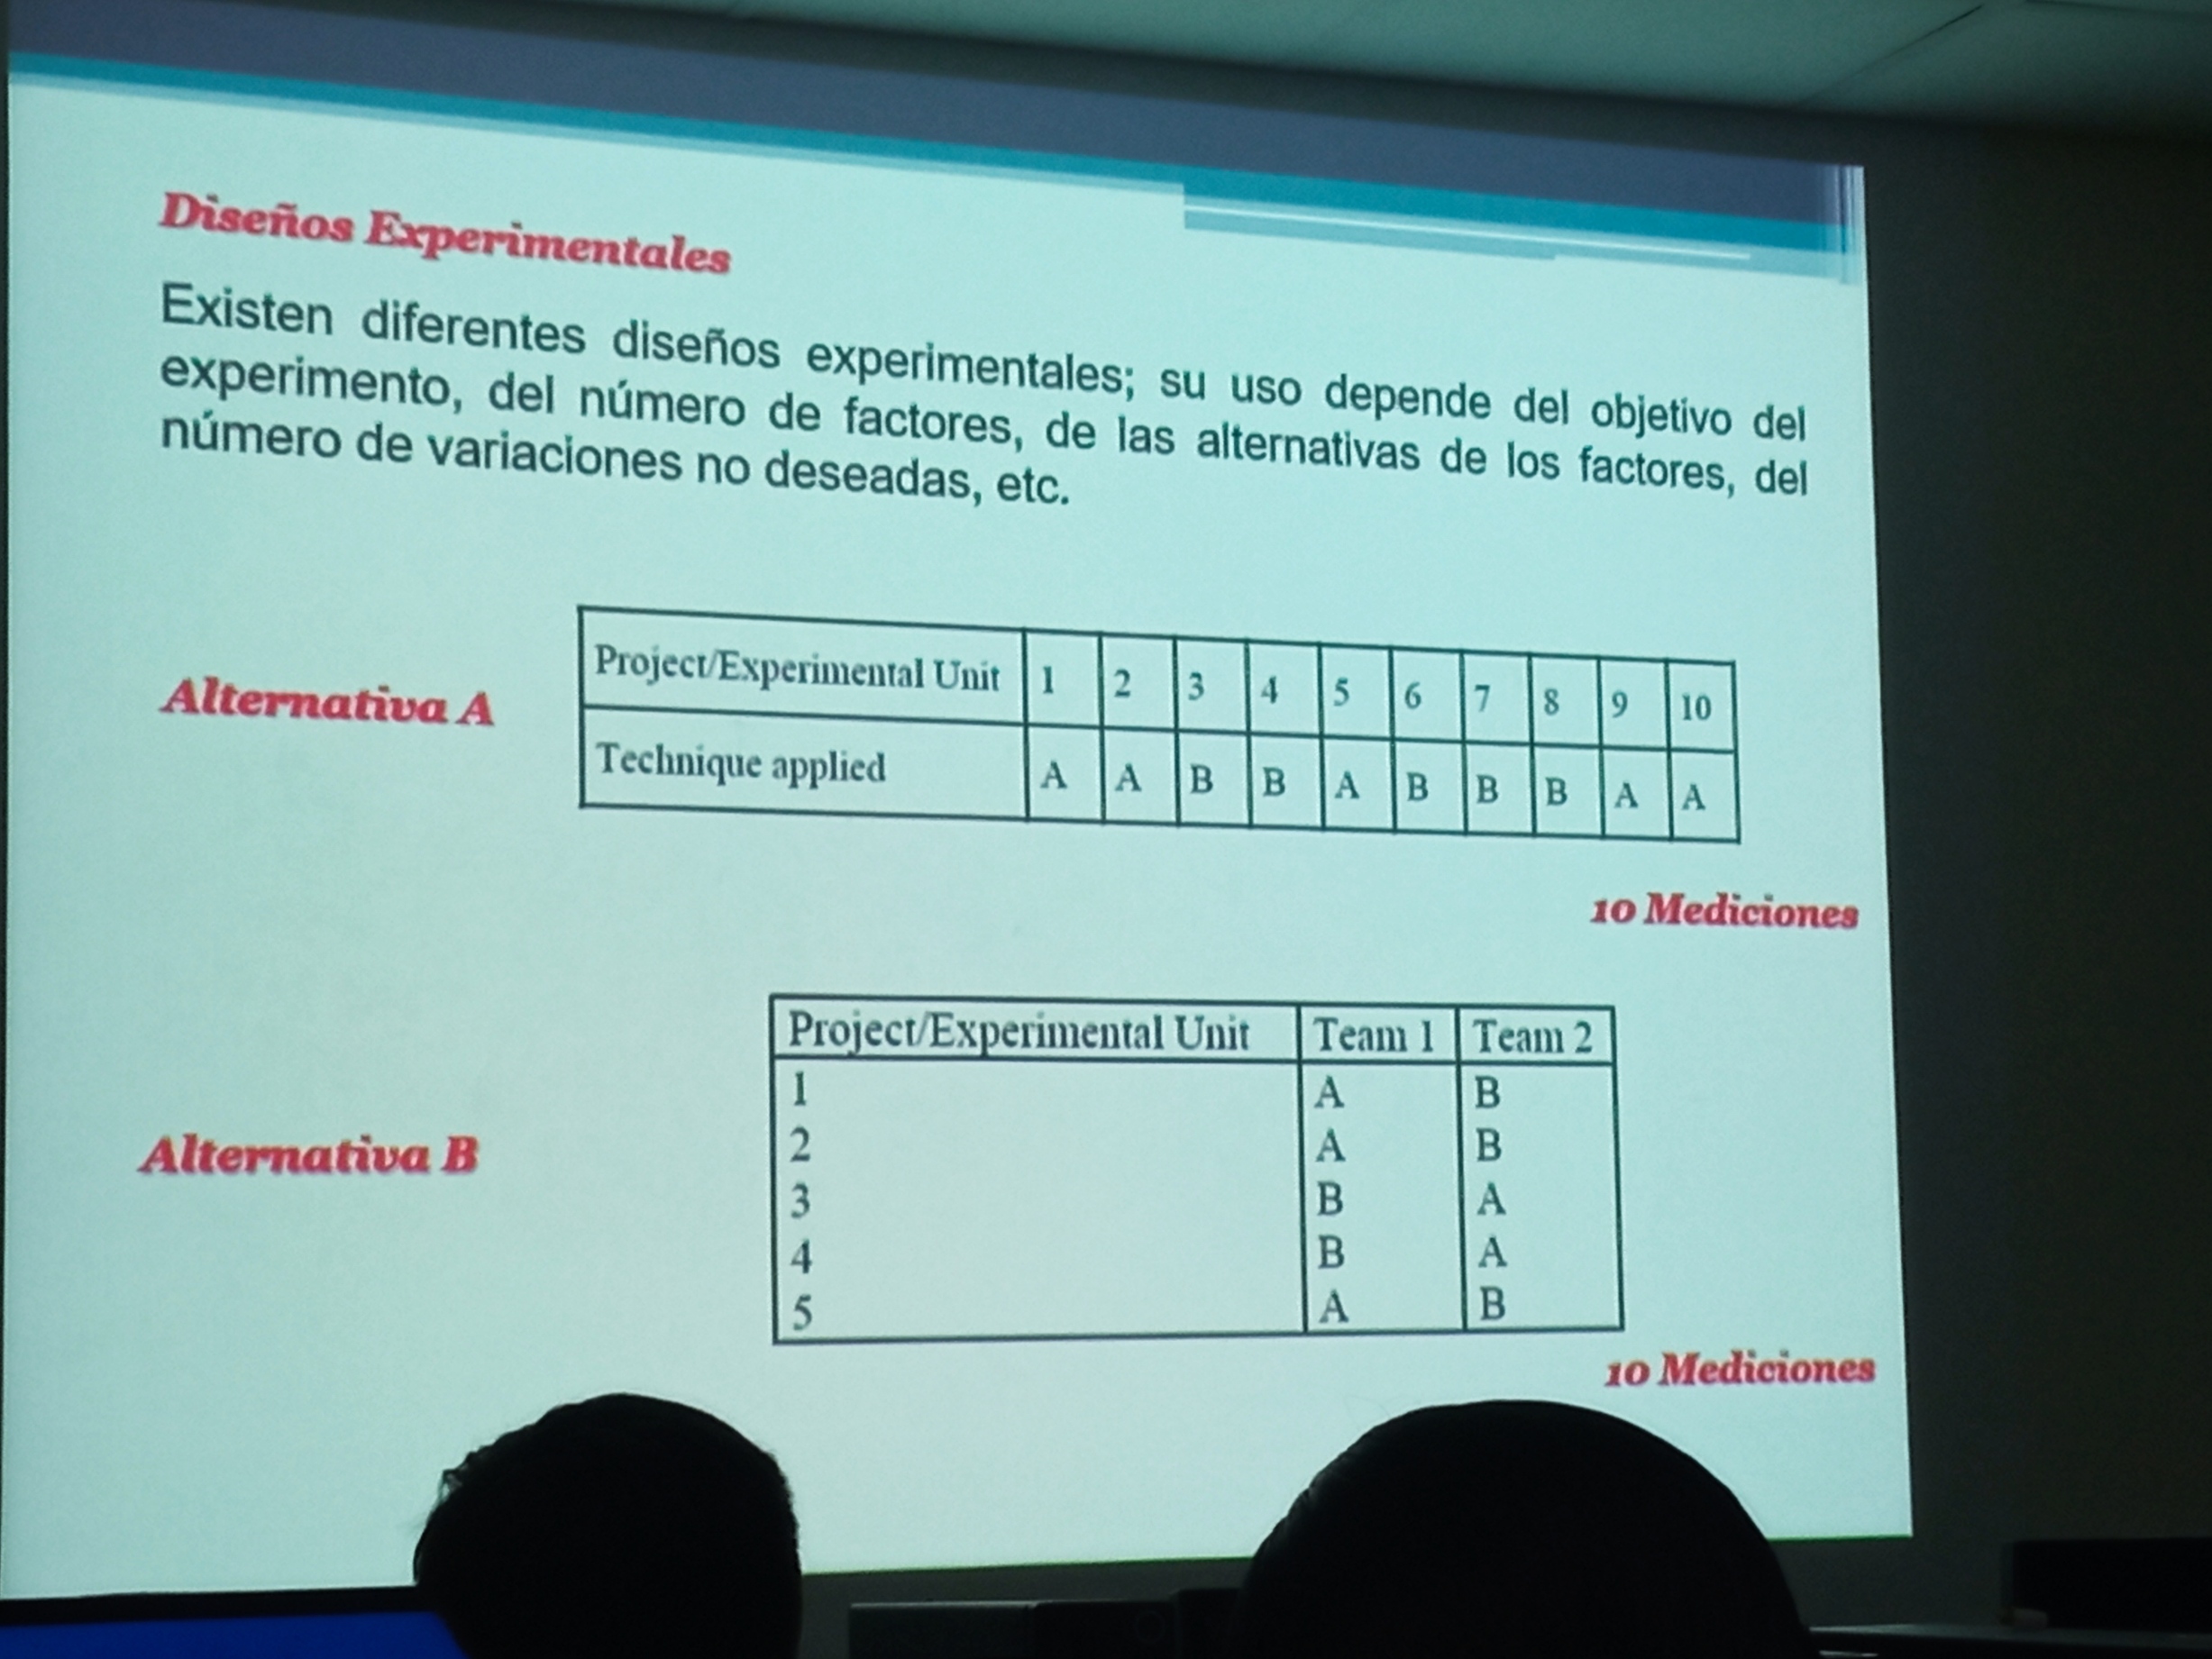 Diseños Experimentales
Existen diferentes diseños experimentales; su uso depende del objetivo del
experimento, del número de factores, de las alternativas de los factores, del
número de variaciones no deseadas, etc.
Alternativa A
Project/Experimental Unit 1 2 3 4 5 6 7 8 9 10
Technique applied A A B B A B B B A A
10 Mediciones
Alternativa B
Project/Experimental Unit Team 1 Team 2
1 A B
2 A B
3 B A
4 B A
5 A B
10 Mediciones